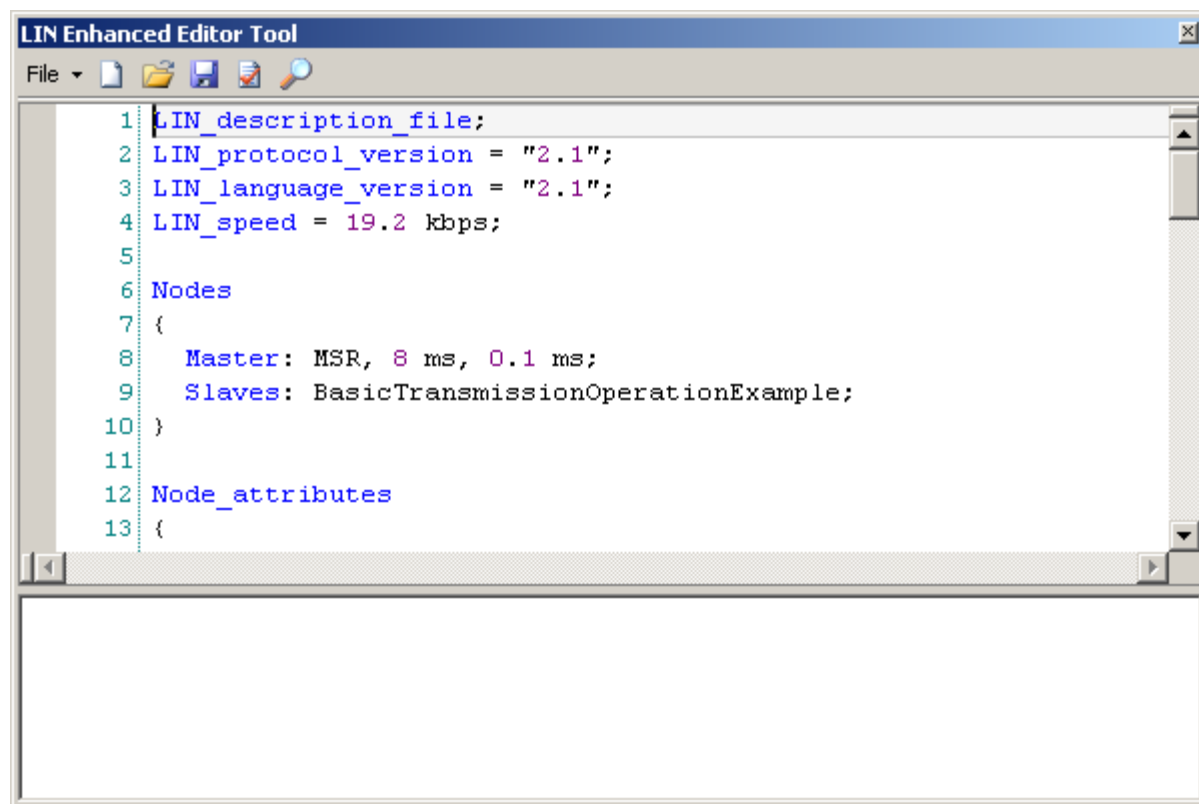 LIN Enhanced Editor Tool
File
1 LIN_description_file;
2 LIN_protocol_version = "2.1";
3 LIN_language_version = "2.1";
4 LIN_speed = 19.2 kbps;
5
6 Nodes
7 {
8 Master: MSR, 8 ms, 0.1 ms;
9 Slaves: BasicTransmissionOperationExample;
10 }
11
12 Node_attributes
13 {